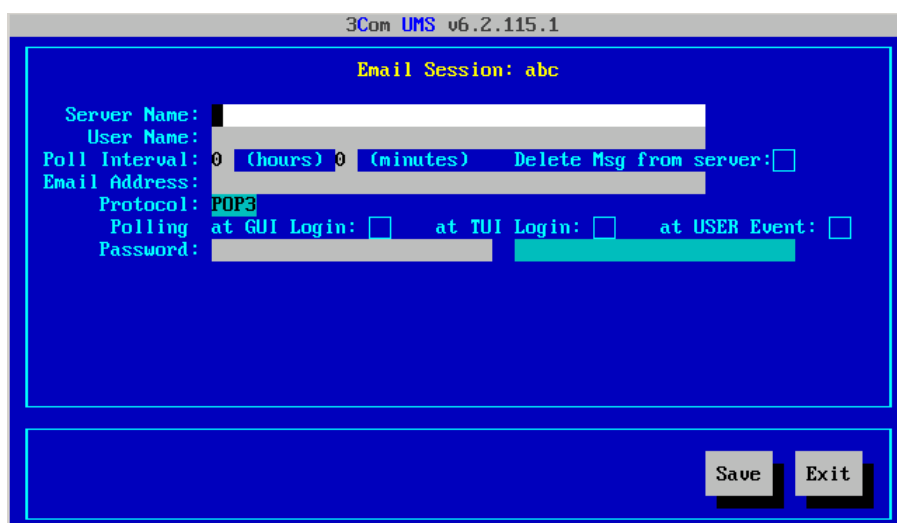 3Com UMS v6.2.115.1
Email Session: abc
Server Name:
User Name:
Poll Interval: 0 (hours) 0 (minutes) Delete Msg from server:
Email Address:
Protocol: POP3
Polling at GUI Login: at TUI Login: at USER Event:
Password:
Save Exit